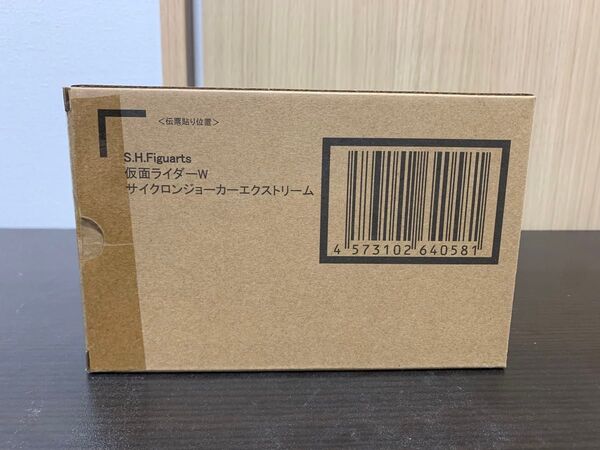 ＜伝票貼り位置＞
S.H.Figuarts
仮面ライダーW
サイクロンジョーカーエクストリーム
4 573102 640581